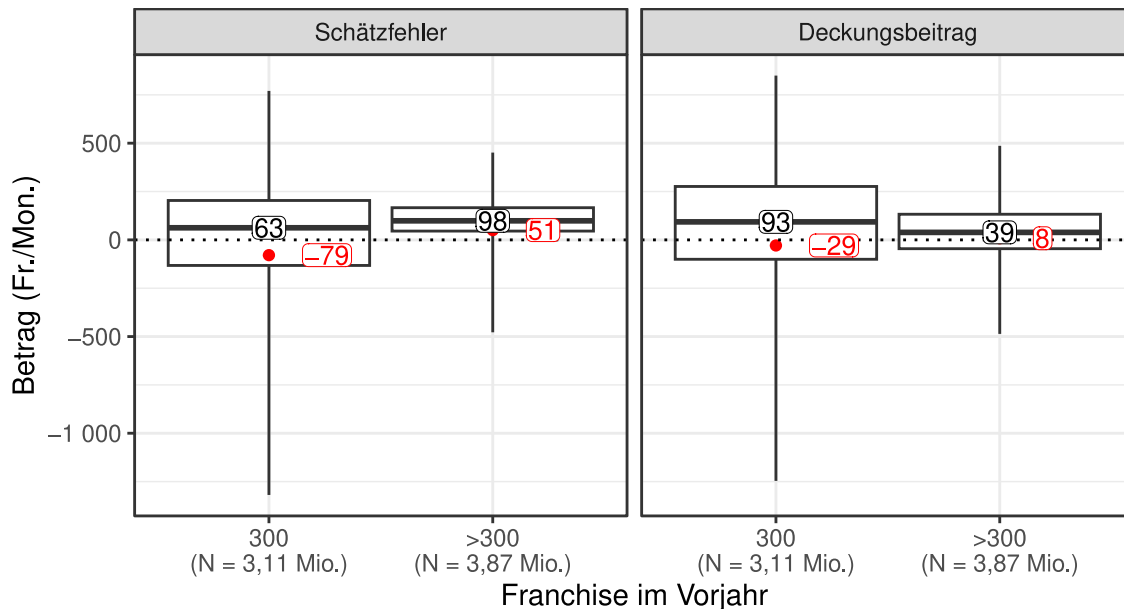 Schätzfehler
Deckungsbeitrag
Betrag (Fr./Mon.)
500
0
−500
−1 000
63
−79
98
51
93
−29
39
8
300
(N = 3,11 Mio.)
>300
(N = 3,87 Mio.)
300
(N = 3,11 Mio.)
>300
(N = 3,87 Mio.)
Franchise im Vorjahr